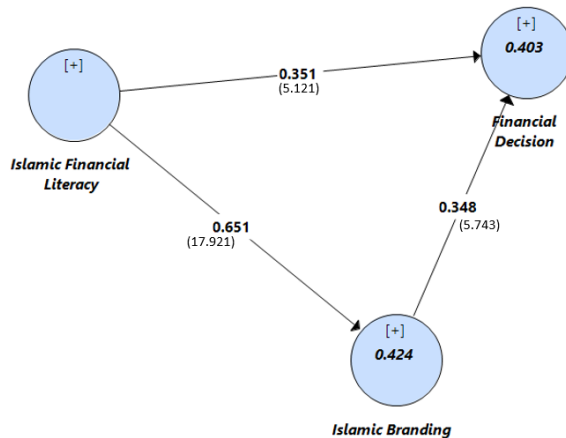 [+]
0.403
Financial
Decision
0.351
(5.121)
[+]
Islamic Financial
Literacy
0.651
(17.921)
0.348
(5.743)
[+]
0.424
Islamic Branding